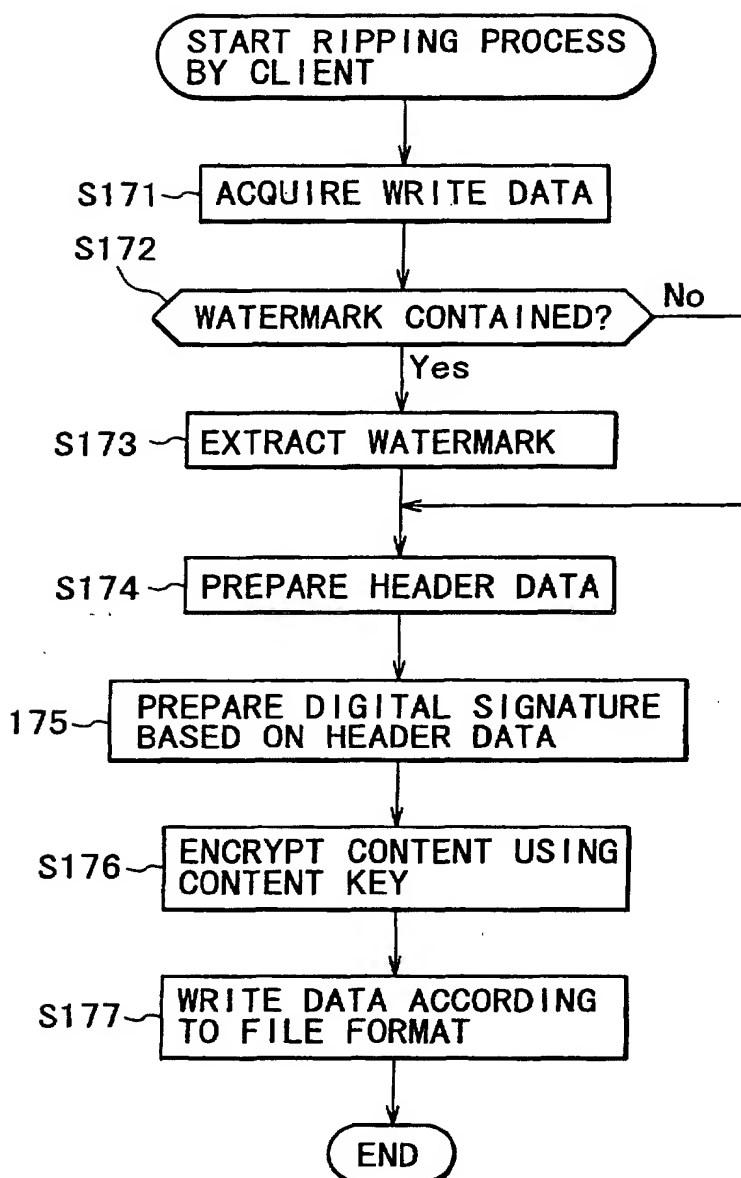 START RIPPING PROCESS
BY CLIENT
S171
ACQUIRE WRITE DATA
S172
WATERMARK CONTAINED?
No
Yes
S173
EXTRACT WATERMARK
S174
PREPARE HEADER DATA
175
PREPARE DIGITAL SIGNATURE
BASED ON HEADER DATA
S176
ENCRYPT CONTENT USING
CONTENT KEY
S177
WRITE DATA ACCORDING
TO FILE FORMAT
END